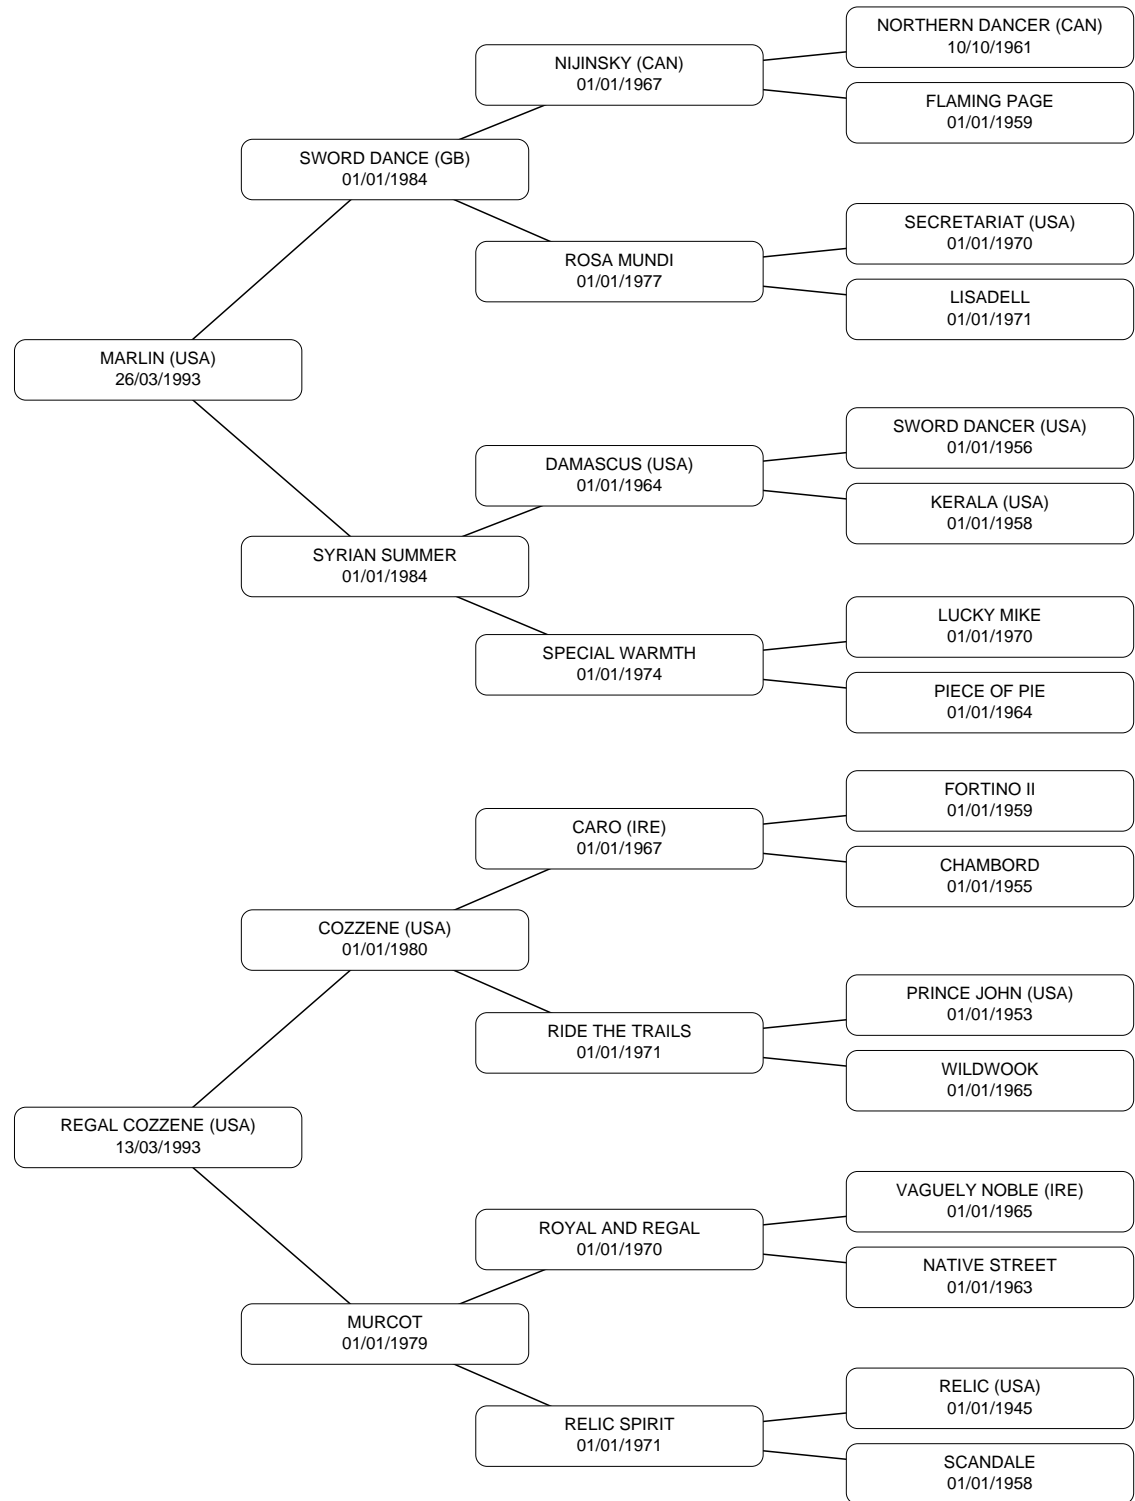 NORTHERN DANCER (CAN)
10/10/1961
NIJINSKY (CAN)
01/01/1967
FLAMING PAGE
01/01/1959
SWORD DANCE (GB)
01/01/1984
SECRETARIAT (USA)
01/01/1970
ROSA MUNDI
01/01/1977
LISADELL
01/01/1971
MARLIN (USA)
26/03/1993
SWORD DANCER (USA)
01/01/1956
DAMASCUS (USA)
01/01/1964
KERALA (USA)
01/01/1958
SYRIAN SUMMER
01/01/1984
LUCKY MIKE
01/01/1970
SPECIAL WARMTH
01/01/1974
PIECE OF PIE
01/01/1964
FORTINO II
01/01/1959
CARO (IRE)
01/01/1967
CHAMBORD
01/01/1955
COZZENE (USA)
01/01/1980
PRINCE JOHN (USA)
01/01/1953
RIDE THE TRAILS
01/01/1971
WILDWOOK
01/01/1965
REGAL COZZENE (USA)
13/03/1993
VAGUELY NOBLE (IRE)
01/01/1965
ROYAL AND REGAL
01/01/1970
NATIVE STREET
01/01/1963
MURCOT
01/01/1979
RELIC (USA)
01/01/1945
RELIC SPIRIT
01/01/1971
SCANDALE
01/01/1958